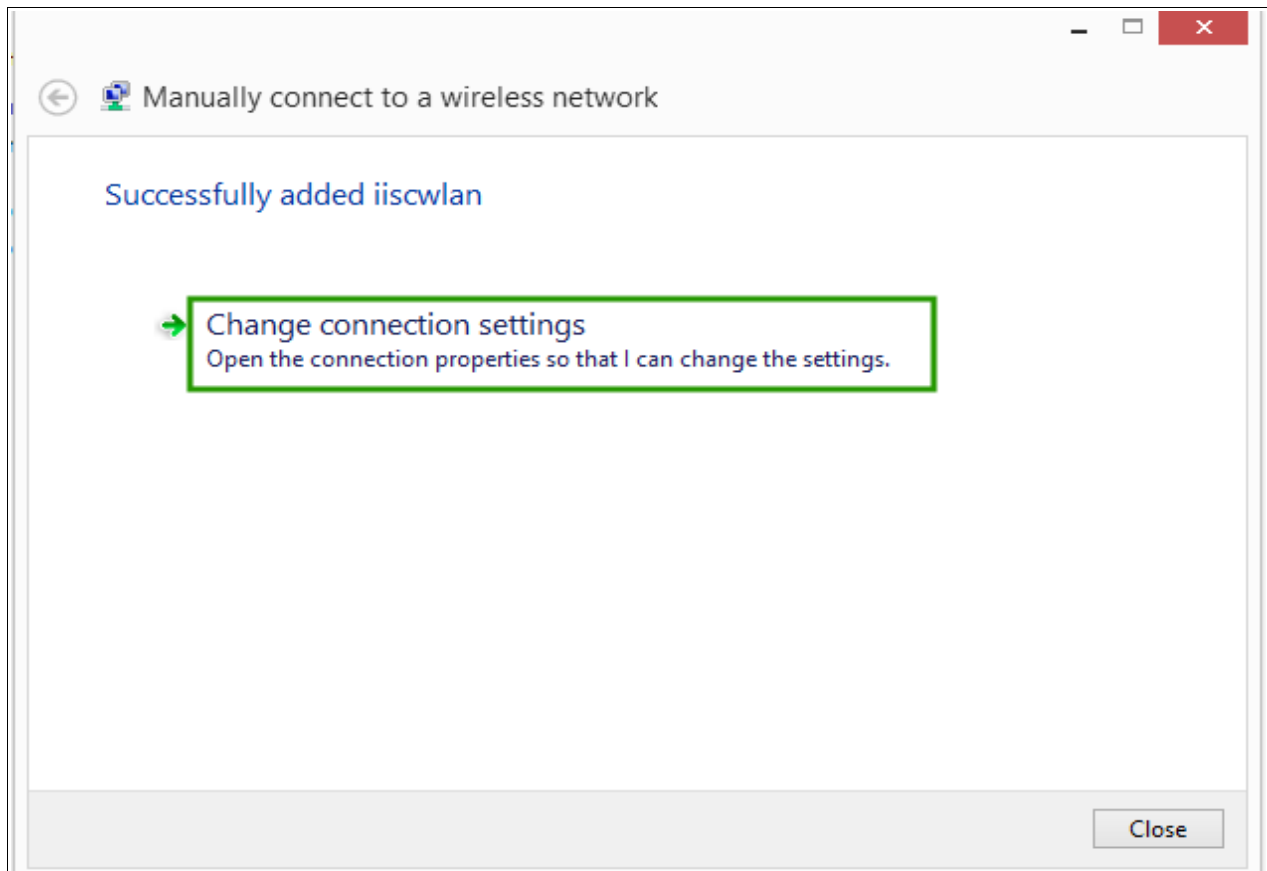 Manually connect to a wireless network
Successfully added iiscwlan
Change connection settings
Open the connection properties so that I can change the settings.
Close